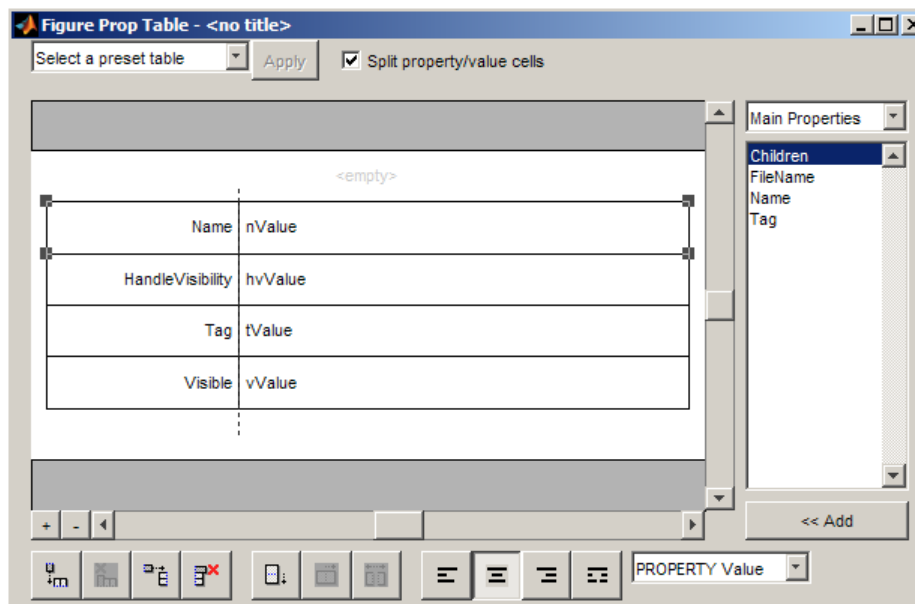 Figure Prop Table - <no title>
Select a preset table
Apply
Split property/value cells
Main Properties
Children
FileName
Name
Tag
<empty>
Name nValue
HandleVisibility hvValue
Tag tValue
Visible vValue
+ -
<< Add
PROPERTY Value